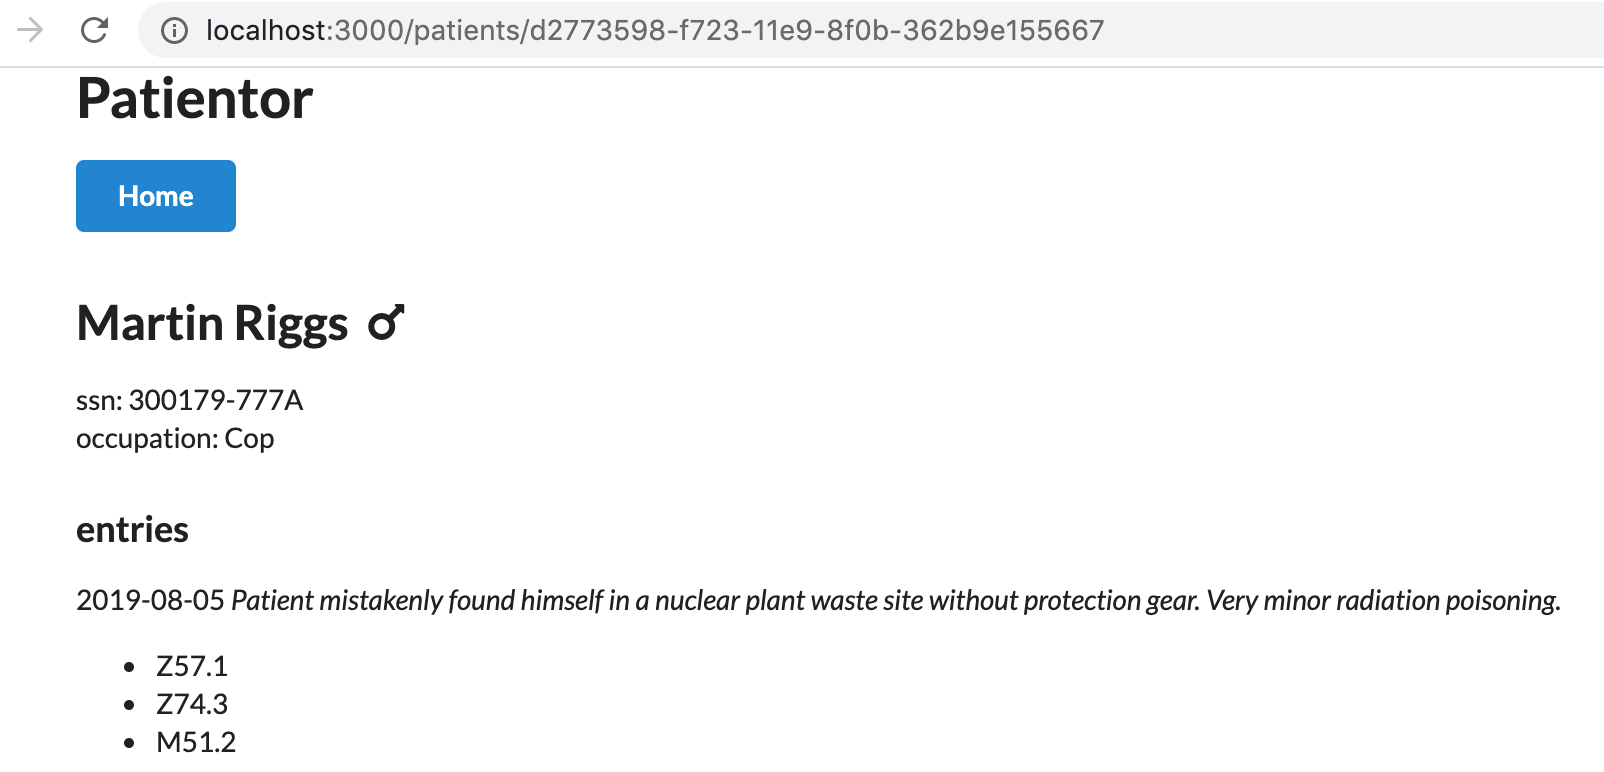 localhost:3000/patients/d2773598-f723-11e9-8f0b-362b9e155667
Patientor
Home
Martin Riggs ♂
ssn: 300179-777A
occupation: Cop
entries
2019-08-05 Patient mistakenly found himself in a nuclear plant waste site without protection gear. Very minor radiation poisoning.
• Z57.1
• Z74.3
• M51.2